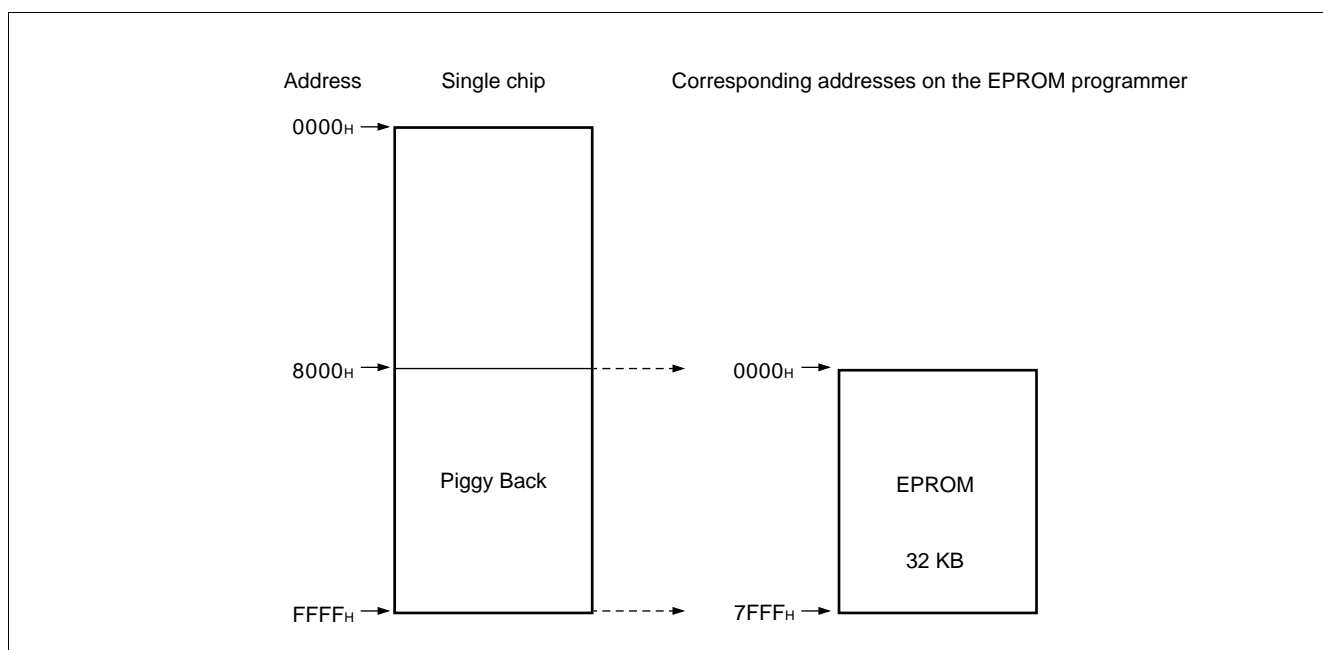 Address Single chip Corresponding addresses on the EPROM programmer
0000H
8000H 0000H
Piggy Back EPROM
32 KB
FFFFH 7FFFH